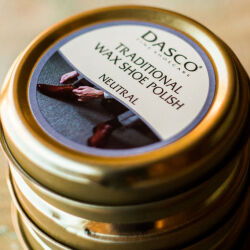 DASCO
TRADITIONAL
WAX SHOE POLISH
NEUTRAL